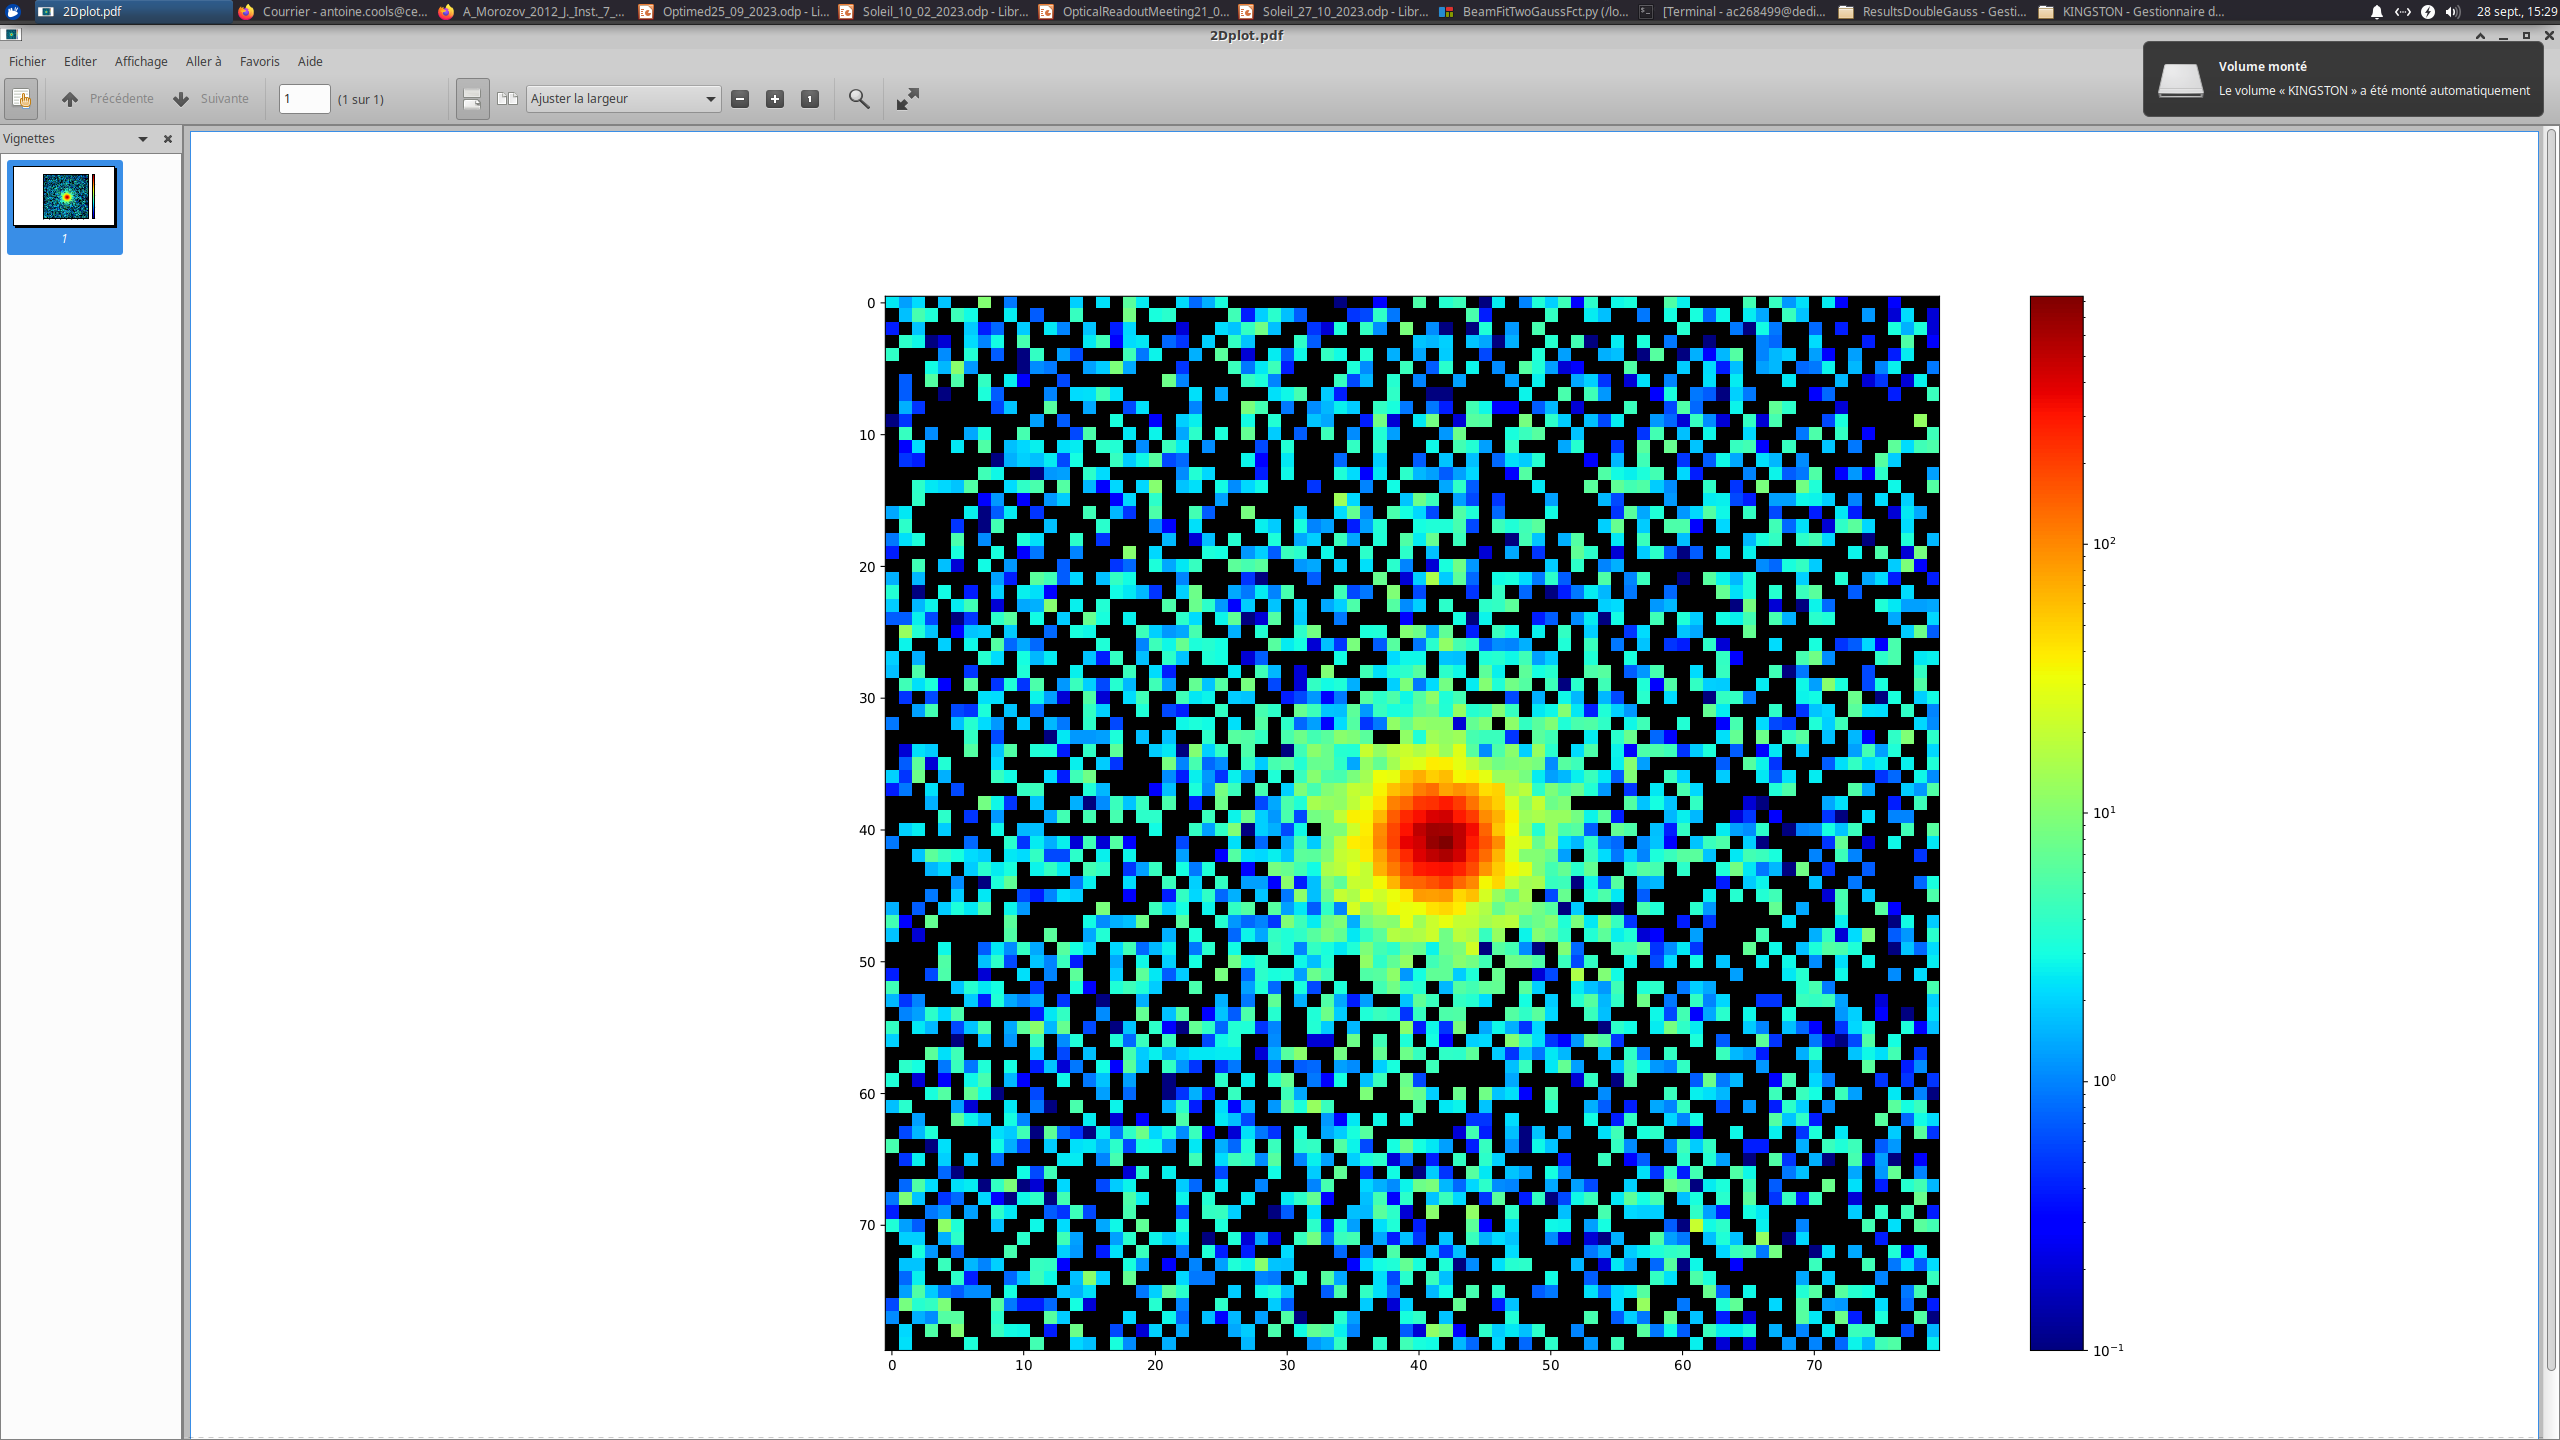 2Dplot.pdf
Courrier - antoine.cools@ce...
A_Morozov_2012_J._Inst._7_...
Optimed25_09_2023.odp - Li...
Soleil_10_02_2023.odp - Libr...
OpticalReadoutMeeting21_0...
Soleil_27_10_2023.odp - Libr...
BeamFitTwoGaussFct.py (/lo...
[Terminal - ac268499@dedi...
ResultsDoubleGauss - Gesti...
KINGSTON - Gestionnaire d...
28 sept., 15:29
2Dplot.pdf
Fichier Editer Affichage Aller à Favoris Aide
Volume monté
Le volume « KINGSTON » a été monté automatiquement
Précédente Suivante 1 (1 sur 1) Ajuster la largeur 1
Vignettes
1
0
10
20
30
40
50
60
70
0 10 20 30 40 50 60 70
10²
10¹
10⁰
10⁻¹